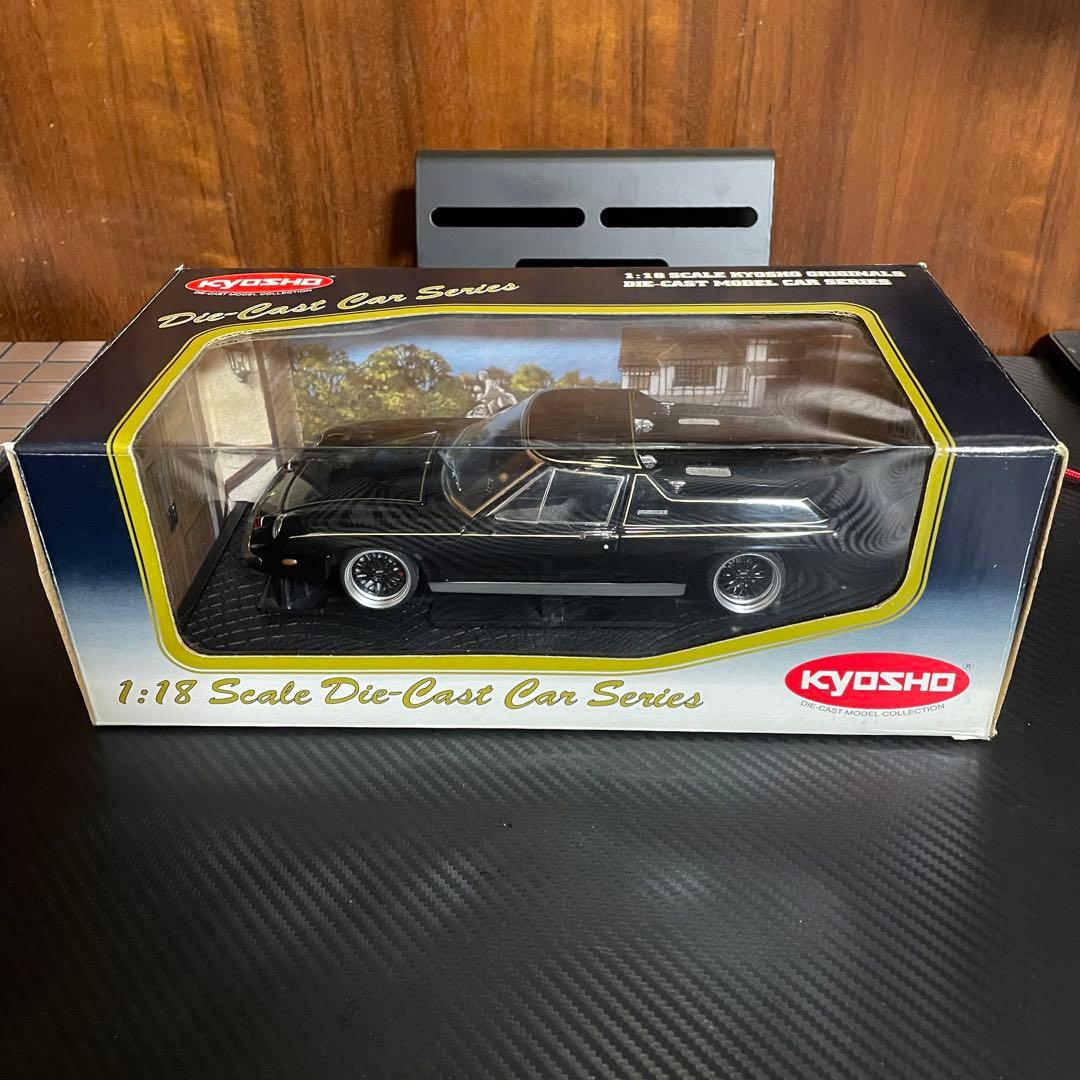 KYOSHO
DIE-CAST MODEL COLLECTION
Die-Cast Car Series
1:18 SCALE KYOSHO ORIGINALS
DIE-CAST MODEL CAR SERIES
1:18 Scale Die-Cast Car Series
KYOSHO
®
DIE-CAST MODEL COLLECTION